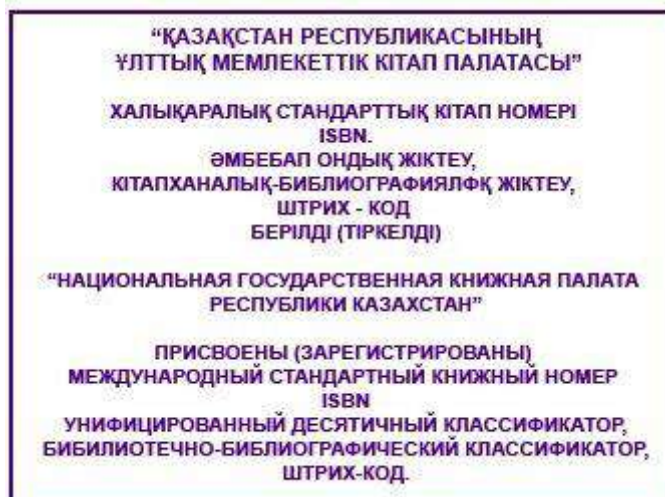 “ҚАЗАҚСТАН РЕСПУБЛИКАСЫНЫҢ
ҰЛТТЫҚ МЕМЛЕКЕТТІК КІТАП ПАЛАТАСЫ”
ХАЛЫҚАРАЛЫҚ СТАНДАРТТЫҚ КІТАП НОМЕРІ
ISBN.
ӘМБЕБАП ОНДЫҚ ЖІКТЕУ,
КІТАПХАНАЛЫҚ-БИБЛИОГРАФИЯЛФҚ ЖІКТЕУ,
ШТРИХ - КОД
БЕРІЛДІ (ТІРКЕЛДІ)
“НАЦИОНАЛЬНАЯ ГОСУДАРСТВЕННАЯ КНИЖНАЯ ПАЛАТА
РЕСПУБЛИКИ КАЗАХСТАН”
ПРИСВОЕНЫ (ЗАРЕГИСТРИРОВАНЫ)
МЕЖДУНАРОДНЫЙ СТАНДАРТНЫЙ КНИЖНЫЙ НОМЕР
ISBN
УНИФИЦИРОВАННЫЙ ДЕСЯТИЧНЫЙ КЛАССИФИКАТОР,
БИБИЛИОТЕЧНО-БИБЛИОГРАФИЧЕСКИЙ КЛАССИФИКАТОР,
ШТРИХ-КОД.